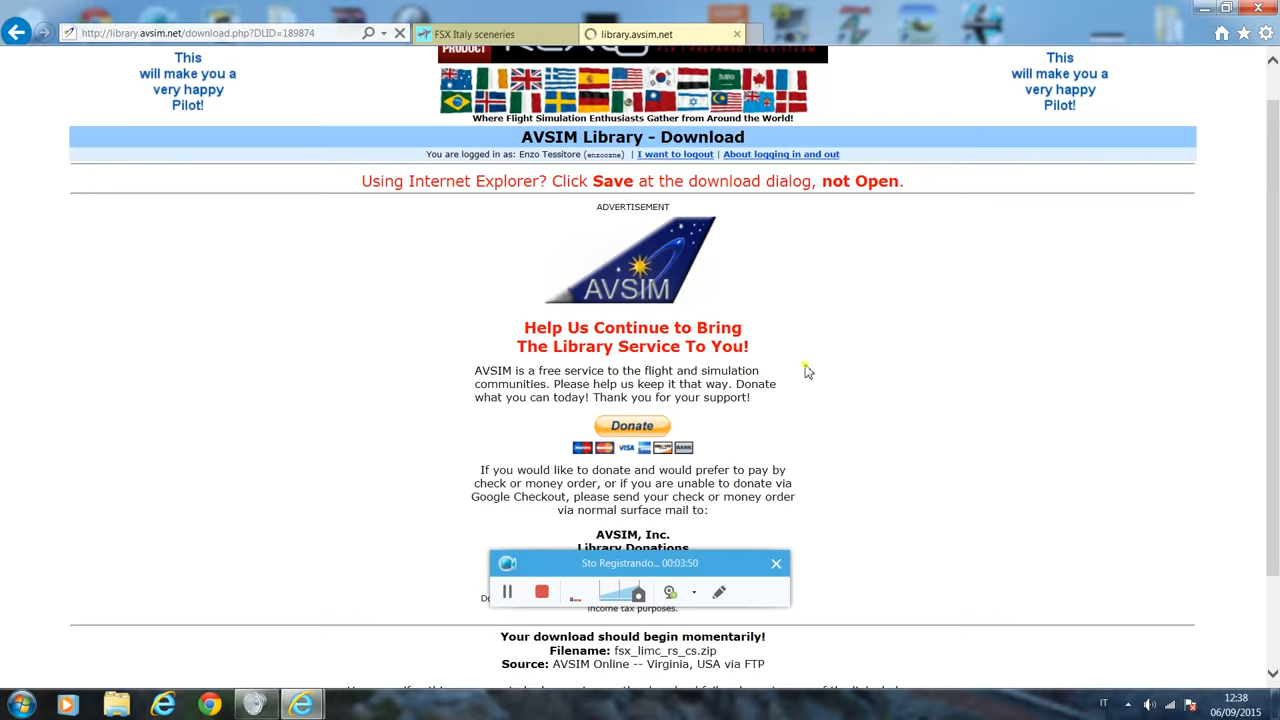 http://library.avsim.net/download.php?DLID=189874
FSX Italy sceneries
library.avsim.net
This
will make you a
very happy
Pilot!
PRODUCT
FSX | PREPARED | FSX-STEAM
This
will make you a
very happy
Pilot!
Where Flight Simulation Enthusiasts Gather from Around the World!
AVSIM Library - Download
You are logged in as: Enzo Tessitore (enzoozne) | I want to logout | About logging in and out
Using Internet Explorer? Click Save at the download dialog, not Open.
ADVERTISEMENT
AVSIM
Help Us Continue to Bring
The Library Service To You!
AVSIM is a free service to the flight and simulation
communities. Please help us keep it that way. Donate
what you can today! Thank you for your support!
Donate
VISA
BANK
If you would like to donate and would prefer to pay by
check or money order, or if you are unable to donate via
Google Checkout, please send your check or money order
via normal surface mail to:
AVSIM, Inc.
Library Donations
Sto Registrando... 00:03:50
income tax purposes.
Your download should begin momentarily!
Filename: fsx_limc_rs_cs.zip
Source: AVSIM Online -- Virginia, USA via FTP
IT
12:38
06/09/2015